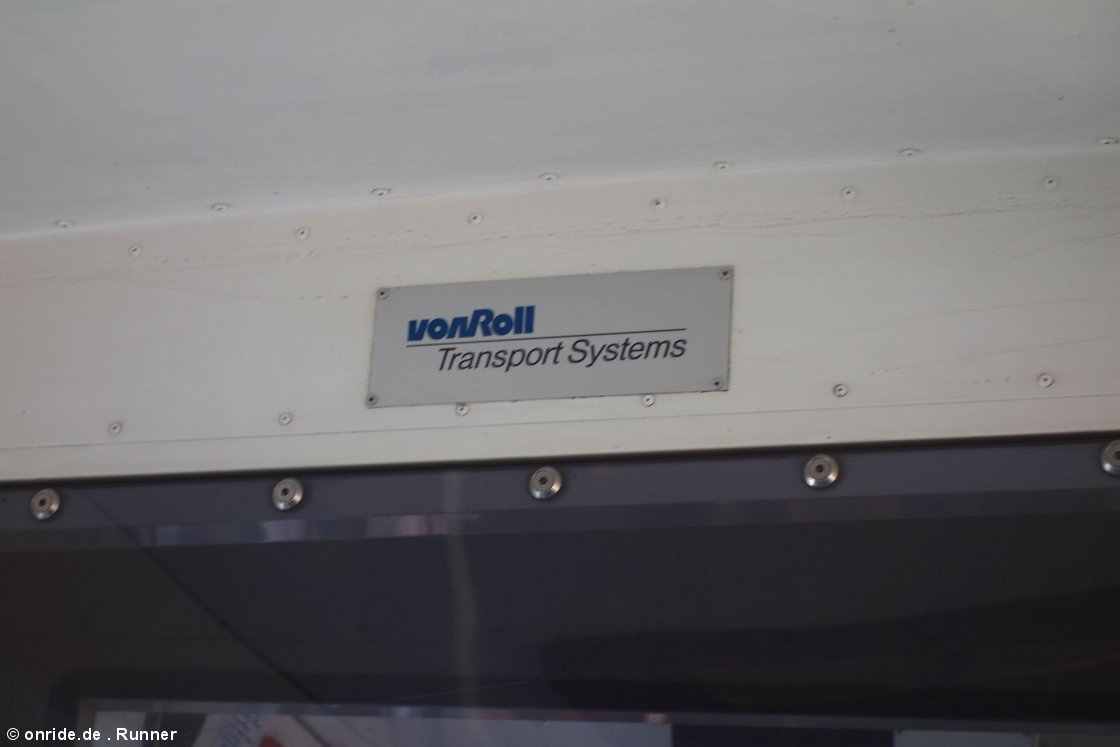 vonRoll
Transport Systems
© onride.de . Runner